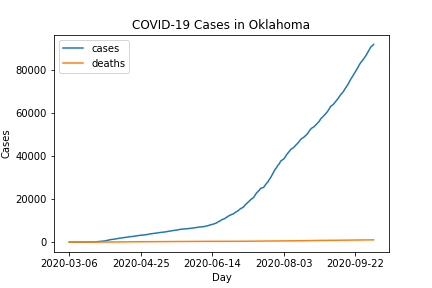 COVID-19 Cases in Oklahoma
cases
deaths
Cases
80000
60000
40000
20000
0
2020-03-06 2020-04-25 2020-06-14 2020-08-03 2020-09-22
Day